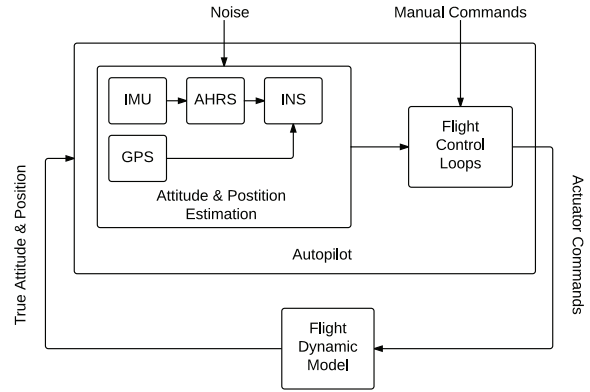 Noise
Manual Commands
IMU
AHRS
INS
GPS
Attitude & Postition
Estimation
Flight
Control
Loops
Autopilot
True Attitude & Position
Actuator Commands
Flight
Dynamic
Model